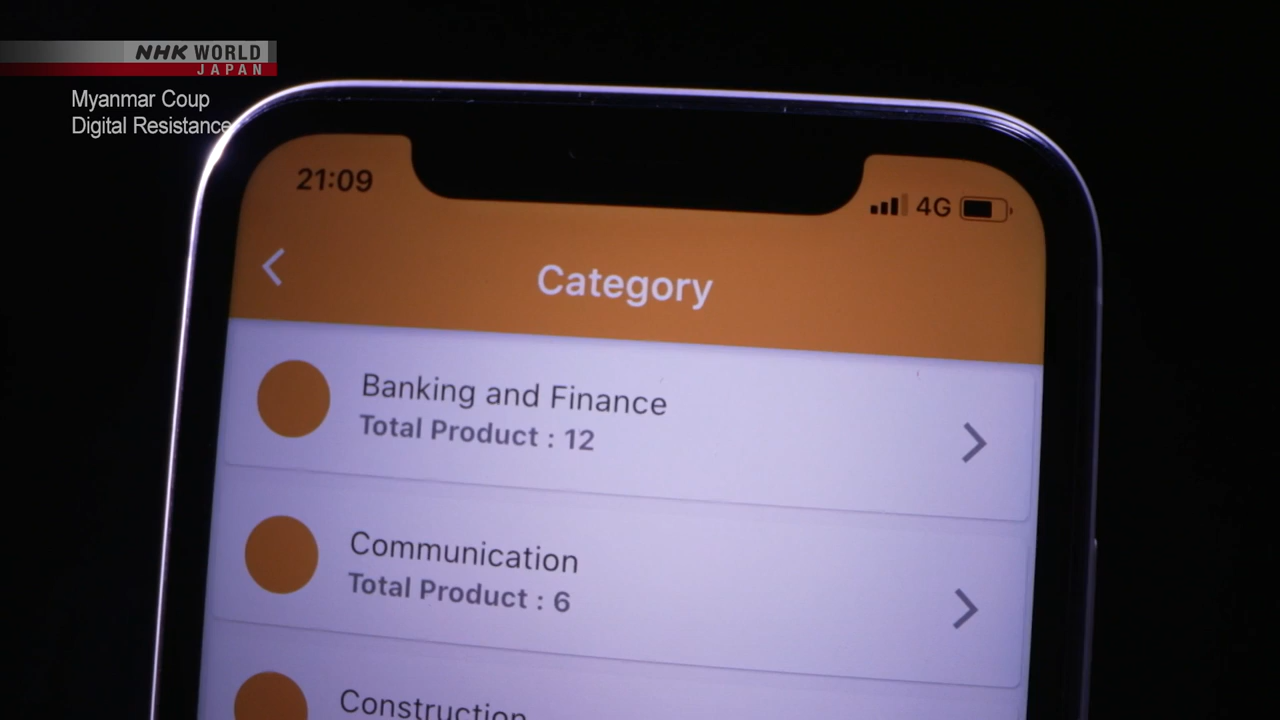 NHK WORLD
JAPAN
Myanmar Coup
Digital Resistance
21:09
4G
Category
Banking and Finance
Total Product : 12
Communication
Total Product : 6
Construction